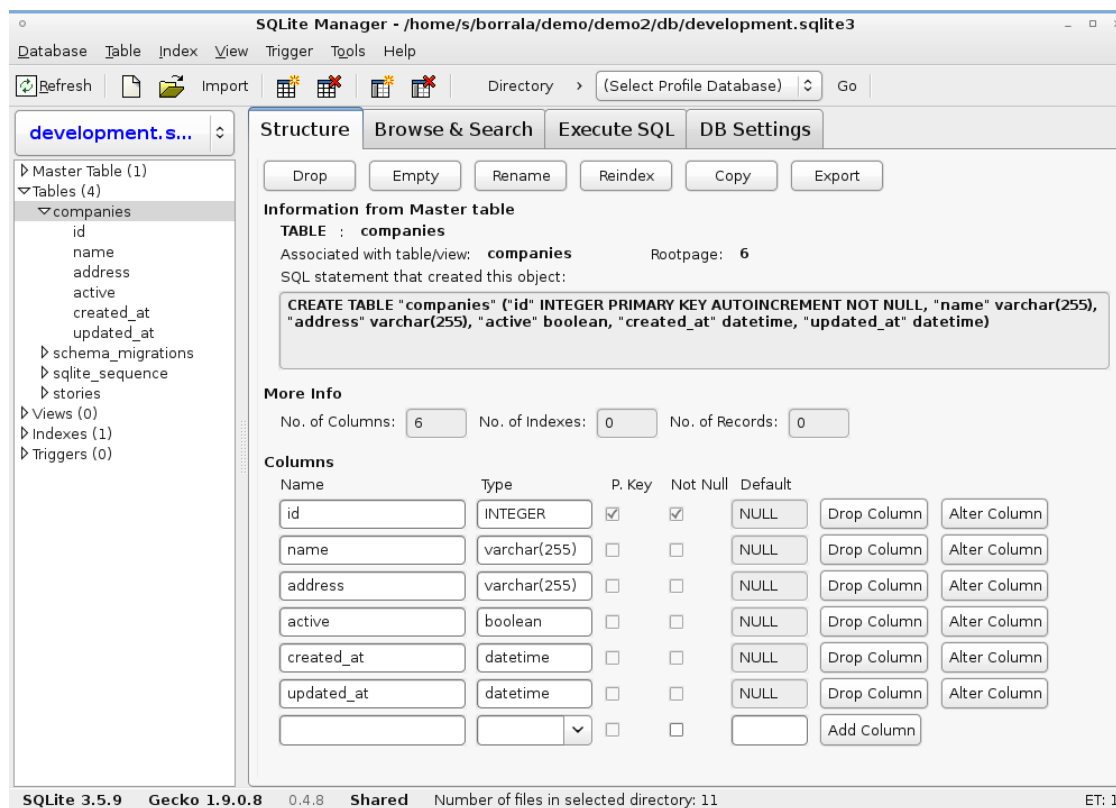 SQLite Manager - /home/s/borrala/demo/demo2/db/development.sqlite3
Database Table Index View Trigger Tools Help
Refresh Import Directory (Select Profile Database) Go
development.s...
Structure Browse & Search Execute SQL DB Settings
Master Table (1)
Tables (4)
companies
id
name
address
active
created_at
updated_at
schema_migrations
sqlite_sequence
stories
Views (0)
Indexes (1)
Triggers (0)
Drop Empty Rename Reindex Copy Export
Information from Master table
TABLE : companies
Associated with table/view: companies Rootpage: 6
SQL statement that created this object:
CREATE TABLE "companies" ("id" INTEGER PRIMARY KEY AUTOINCREMENT NOT NULL, "name" varchar(255),
"address" varchar(255), "active" boolean, "created_at" datetime, "updated_at" datetime)
More Info
No. of Columns: 6 No. of Indexes: 0 No. of Records: 0
Columns
Name Type P. Key Not Null Default
id INTEGER NULL Drop Column Alter Column
name varchar(255) NULL Drop Column Alter Column
address varchar(255) NULL Drop Column Alter Column
active boolean NULL Drop Column Alter Column
created_at datetime NULL Drop Column Alter Column
updated_at datetime NULL Drop Column Alter Column
Add Column
SQLite 3.5.9 Gecko 1.9.0.8 0.4.8 Shared Number of files in selected directory: 11 ET: